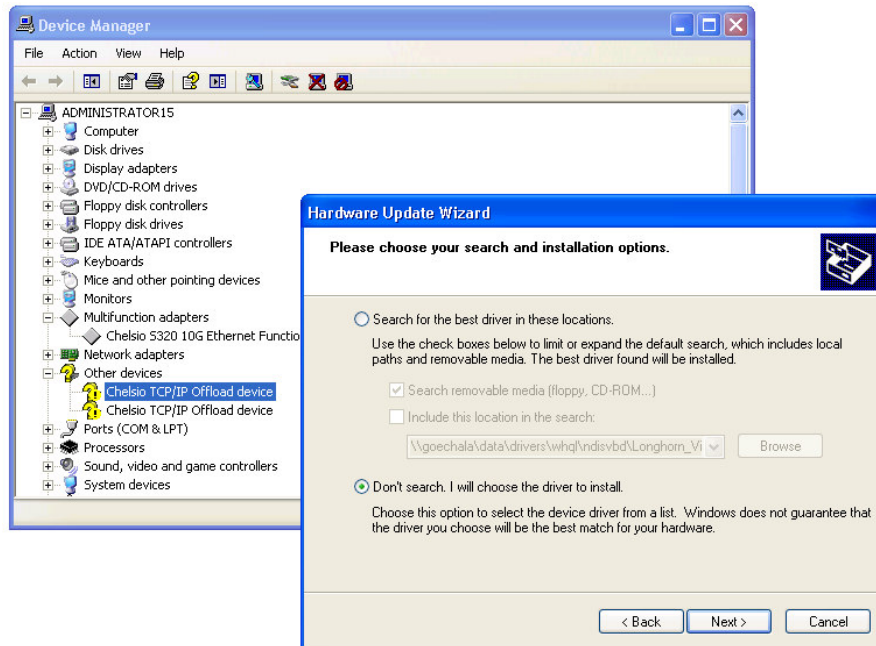 Device Manager
File Action View Help
ADMINISTRATOR15
Computer
Disk drives
Display adapters
DVD/CD-ROM drives
Floppy disk controllers
Floppy disk drives
IDE ATA/ATAPI controllers
Keyboards
Mice and other pointing devices
Monitors
Multifunction adapters
Chelsio S320 10G Ethernet Functio
Network adapters
Other devices
Chelsio TCP/IP Offload device
Chelsio TCP/IP Offload device
Ports (COM & LPT)
Processors
Sound, video and game controllers
System devices
Hardware Update Wizard
Please choose your search and installation options.
Search for the best driver in these locations.
Use the check boxes below to limit or expand the default search, which includes local
paths and removable media. The best driver found will be installed.
Search removable media (floppy, CD-ROM...)
Include this location in the search:
\\goechala\data\drivers\whql\ndisvbd\Longhorn_Vi
Browse
Don't search. I will choose the driver to install.
Choose this option to select the device driver from a list. Windows does not guarantee that
the driver you choose will be the best match for your hardware.
< Back Next > Cancel